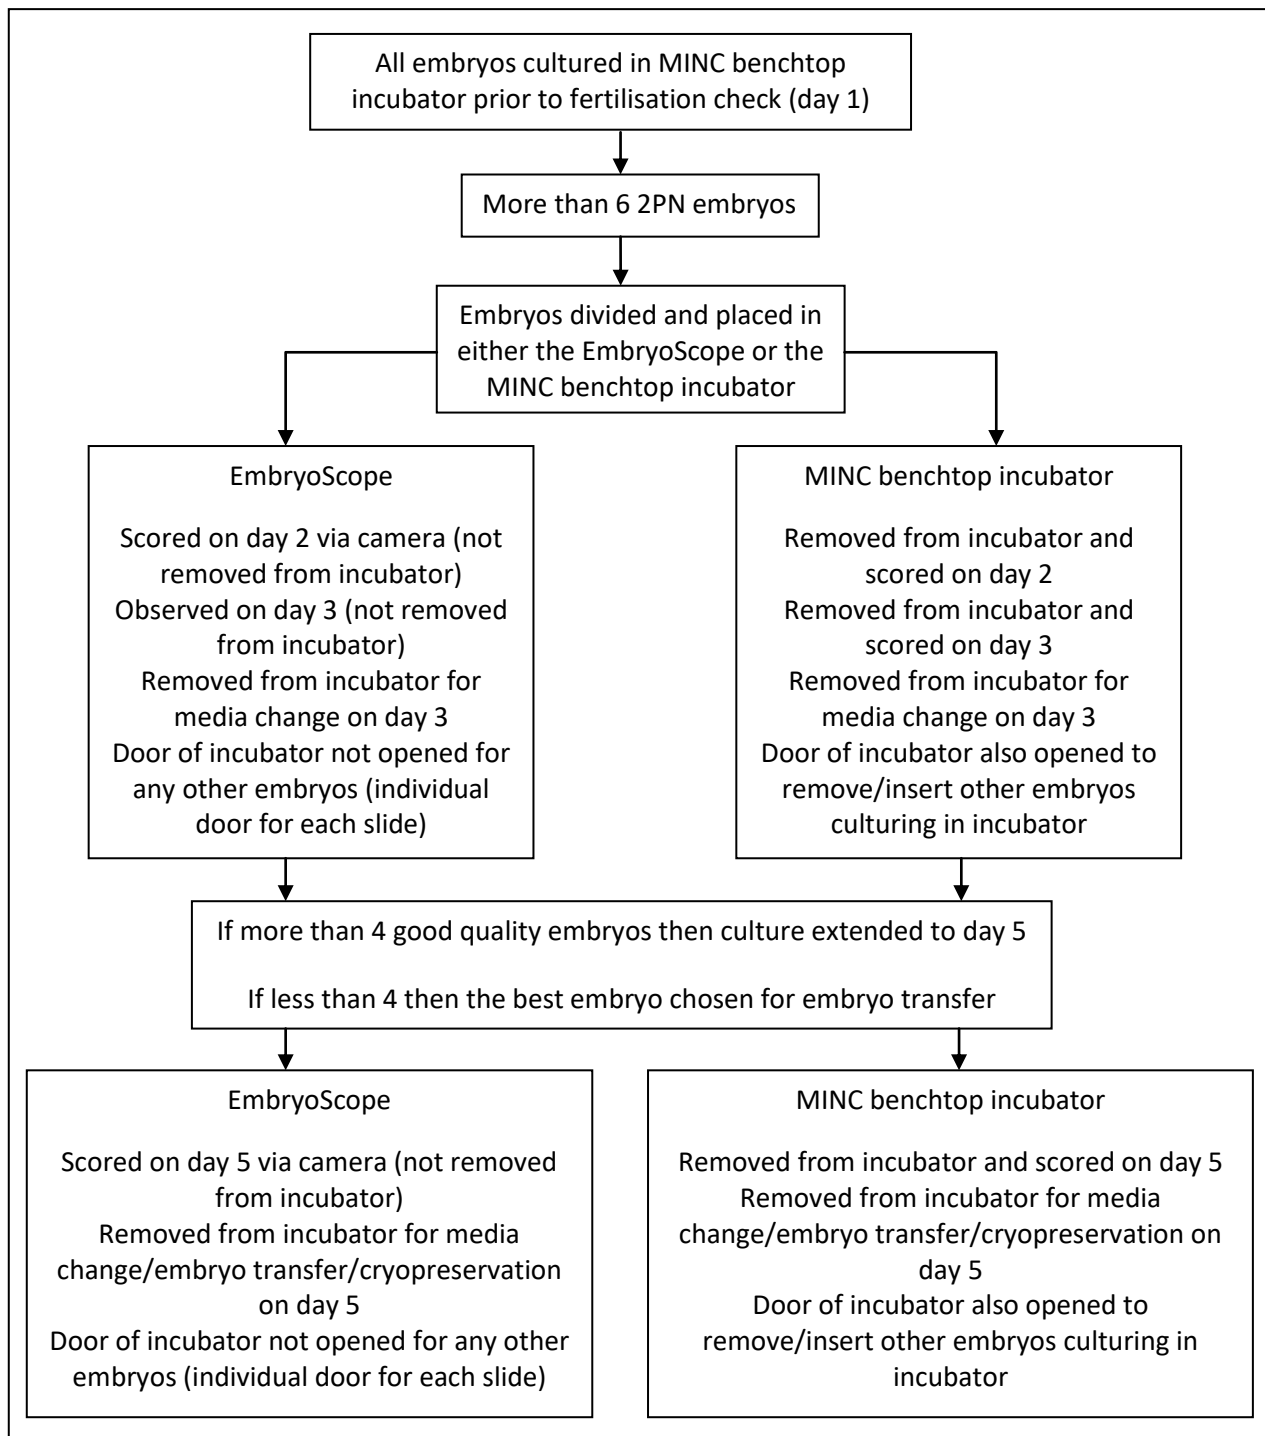 All embryos cultured in MINC benchtop
incubator prior to fertilisation check (day 1)
More than 6 2PN embryos
Embryos divided and placed in
either the EmbryoScope or the
MINC benchtop incubator
EmbryoScope
Scored on day 2 via camera (not
removed from incubator)
Observed on day 3 (not removed
from incubator)
Removed from incubator for
media change on day 3
Door of incubator not opened for
any other embryos (individual
door for each slide)
MINC benchtop incubator
Removed from incubator and
scored on day 2
Removed from incubator and
scored on day 3
Removed from incubator for
media change on day 3
Door of incubator also opened to
remove/insert other embryos
culturing in incubator
If more than 4 good quality embryos then culture extended to day 5
If less than 4 then the best embryo chosen for embryo transfer
EmbryoScope
Scored on day 5 via camera (not removed
from incubator)
Removed from incubator for media
change/embryo transfer/cryopreservation
on day 5
Door of incubator not opened for any other
embryos (individual door for each slide)
MINC benchtop incubator
Removed from incubator and scored on day 5
Removed from incubator for media
change/embryo transfer/cryopreservation on
day 5
Door of incubator also opened to
remove/insert other embryos culturing in
incubator